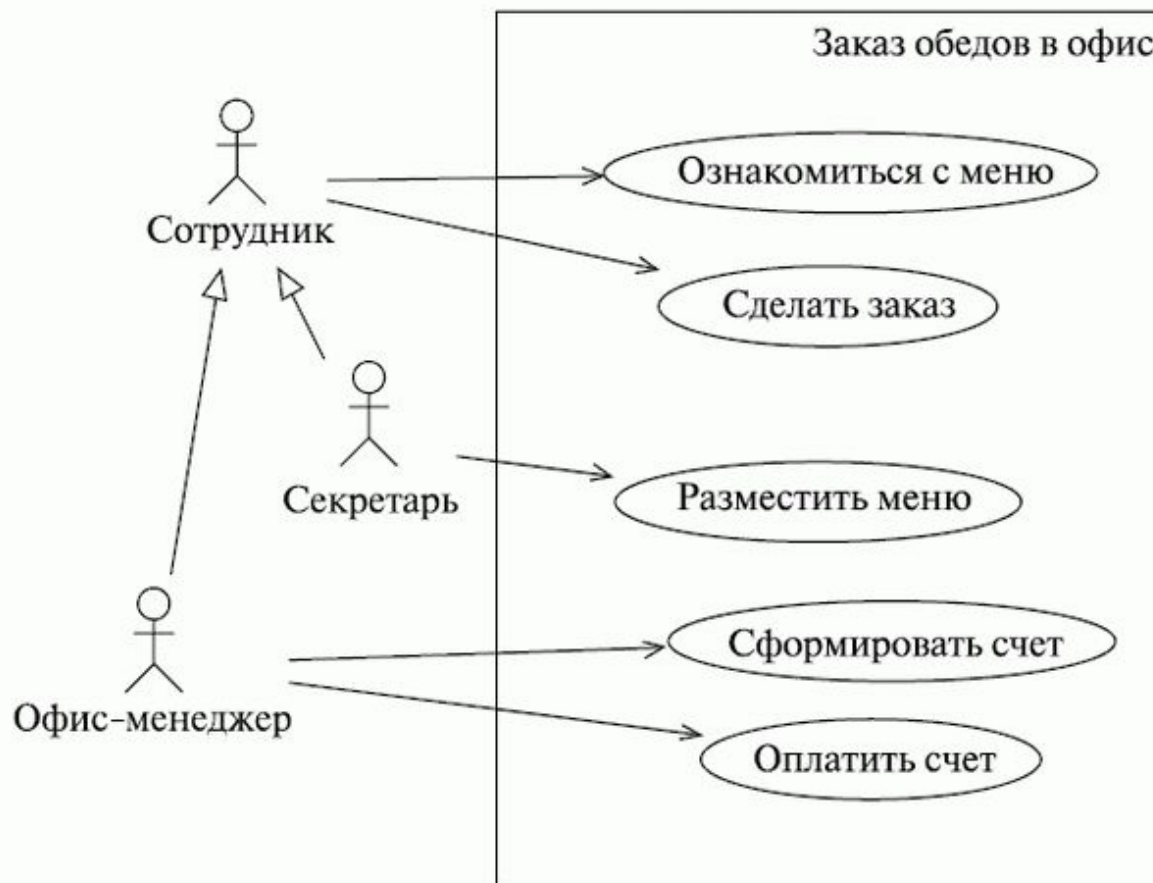 Заказ обедов в офис
Ознакомиться с меню
Сотрудник
Сделать заказ
Секретарь
Разместить меню
Сформировать счет
Офис-менеджер
Оплатить счет